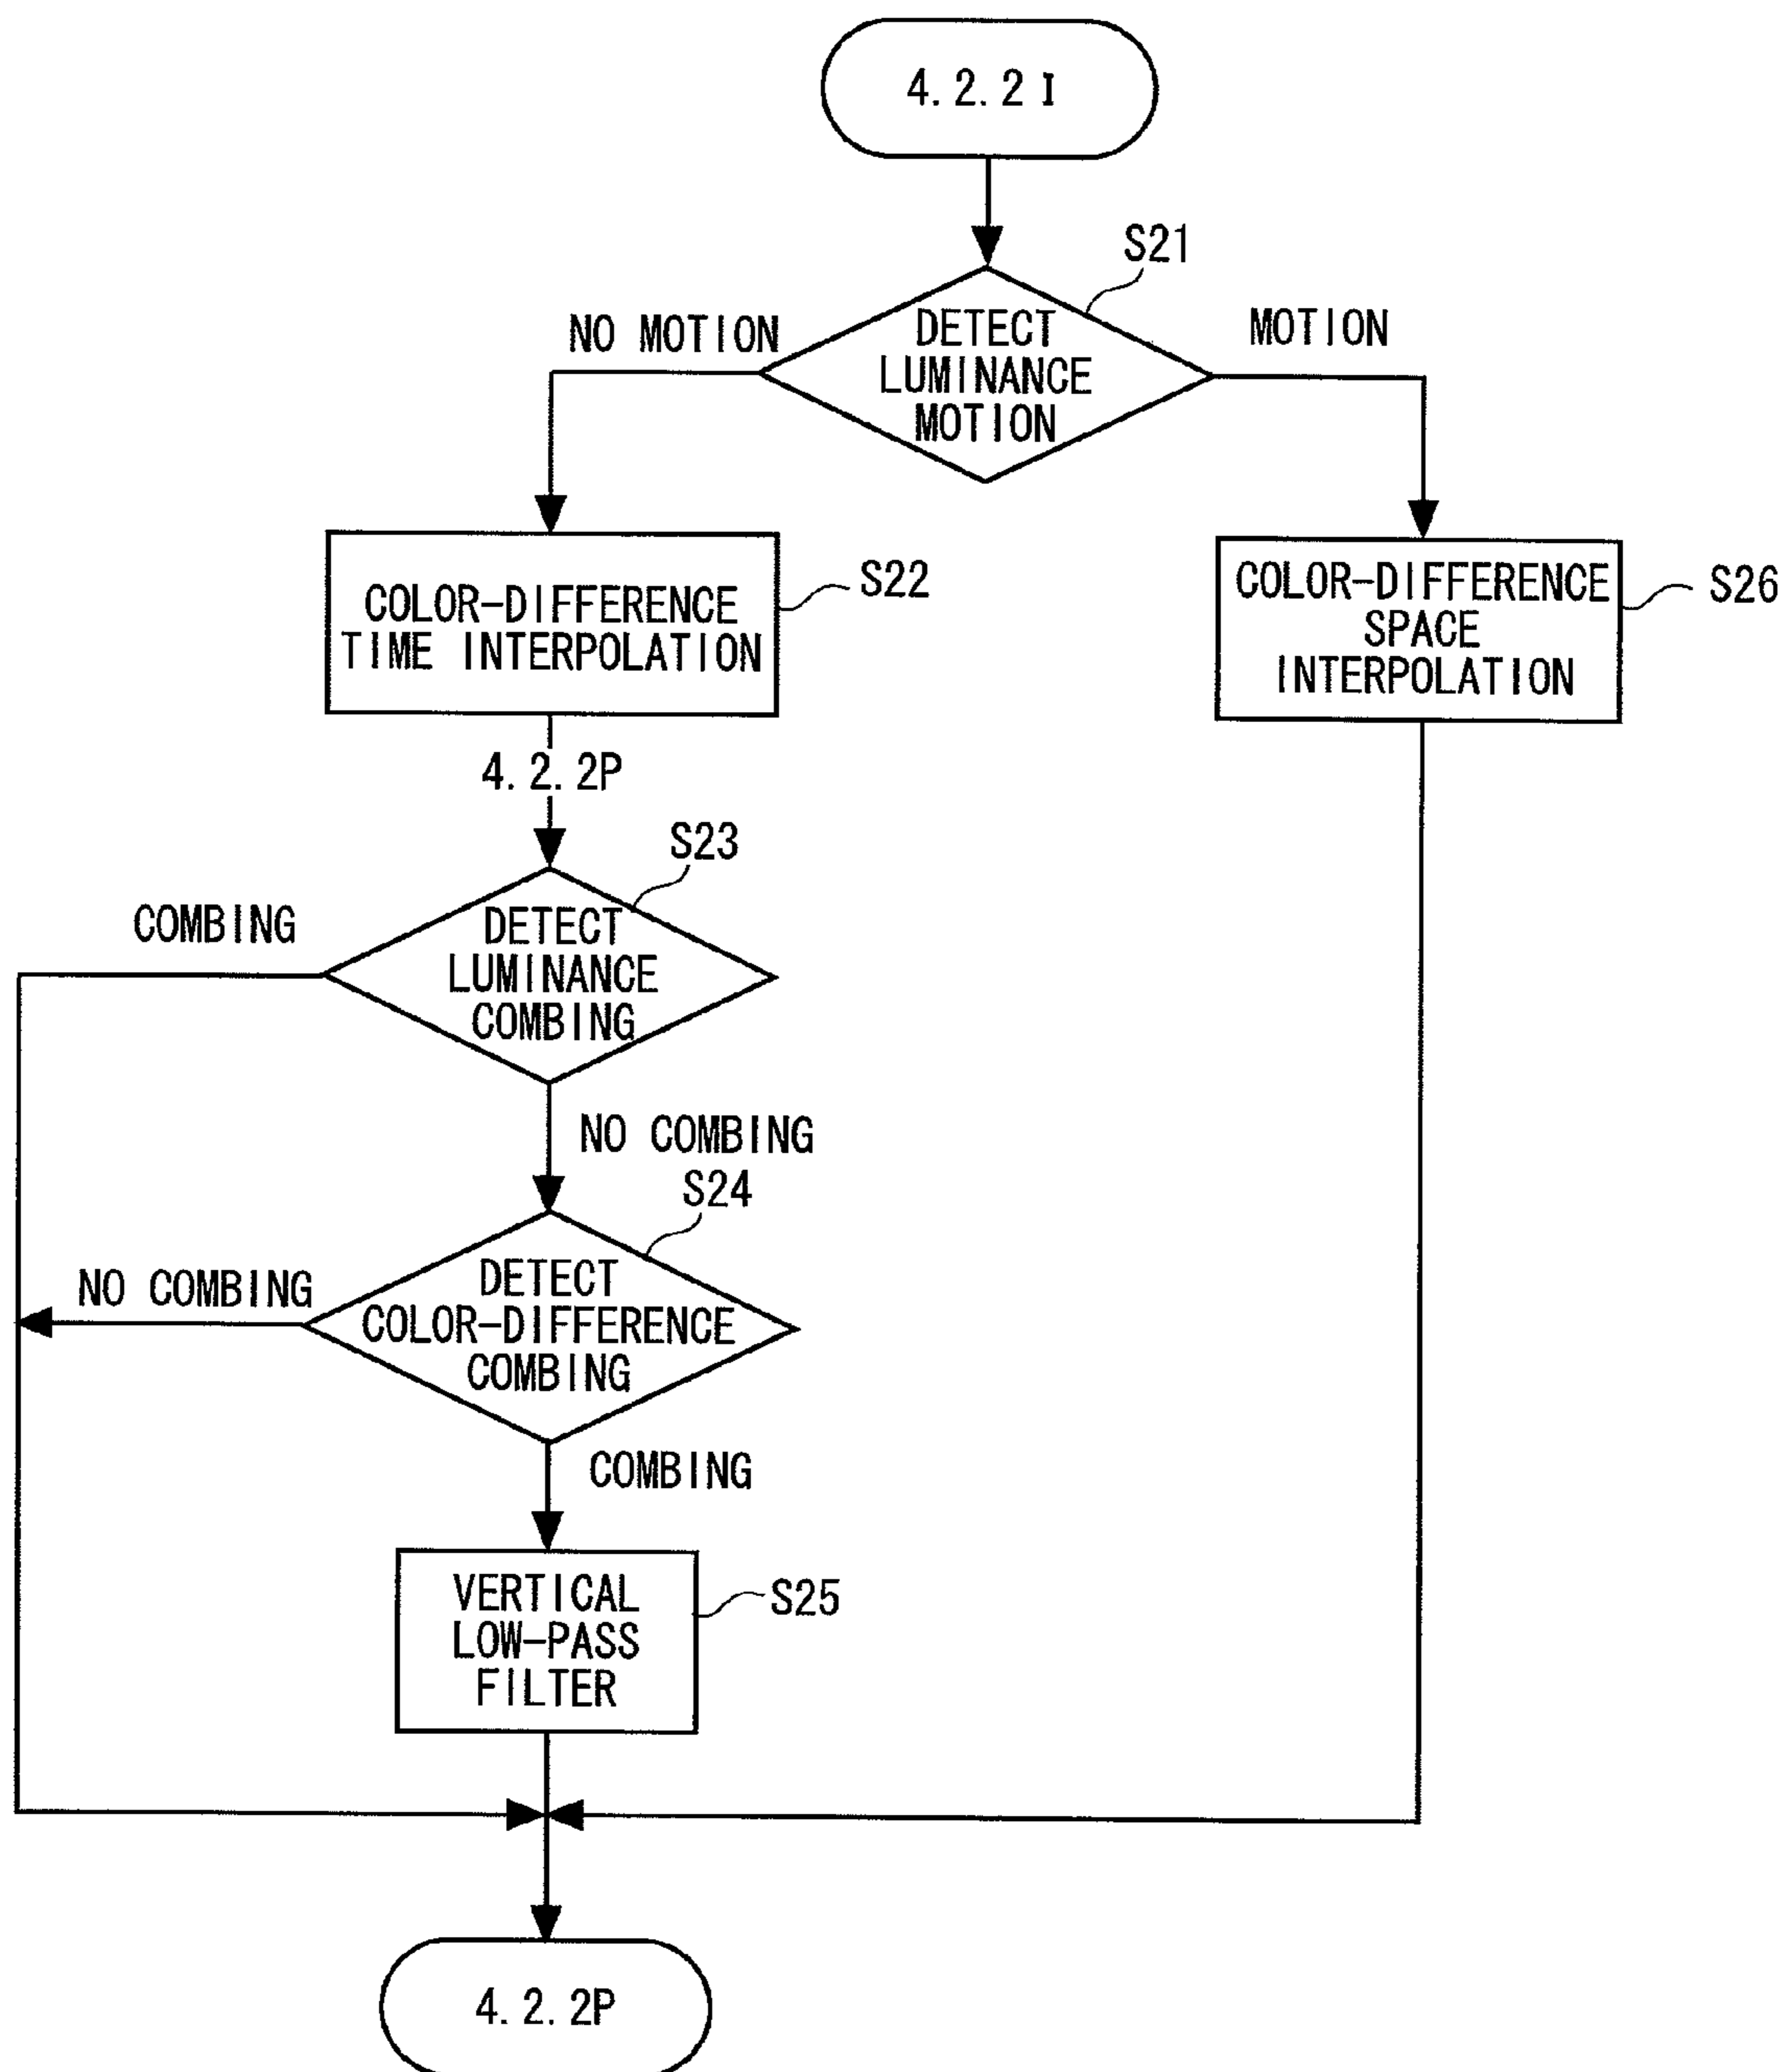 4.2.2I
S21
NO MOTION
MOTION
DETECT
LUMINANCE
MOTION
S22
COLOR-DIFFERENCE
TIME INTERPOLATION
S26
COLOR-DIFFERENCE
SPACE
INTERPOLATION
4.2.2P
S23
COMBING
DETECT
LUMINANCE
COMBING
NO COMBING
S24
NO COMBING
DETECT
COLOR-DIFFERENCE
COMBING
COMBING
S25
VERTICAL
LOW-PASS
FILTER
4.2.2P